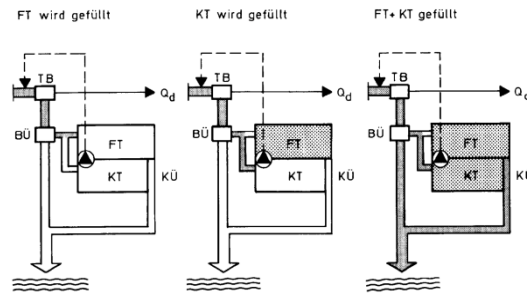 FT wird gefüllt
KT wird gefüllt
FT+ KT gefüllt
TB
Qd
BÜ
FT
KT
KÜ
TB
Qd
BÜ
FT
KT
KÜ
TB
Qd
BÜ
FT
KT
KÜ